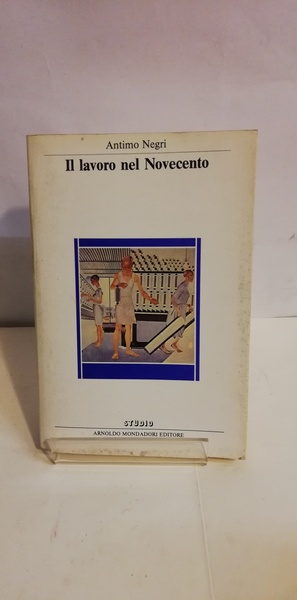 Antimo Negri
Il lavoro nel Novecento
STUDIO
ARNOLDO MONDADORI EDITORE